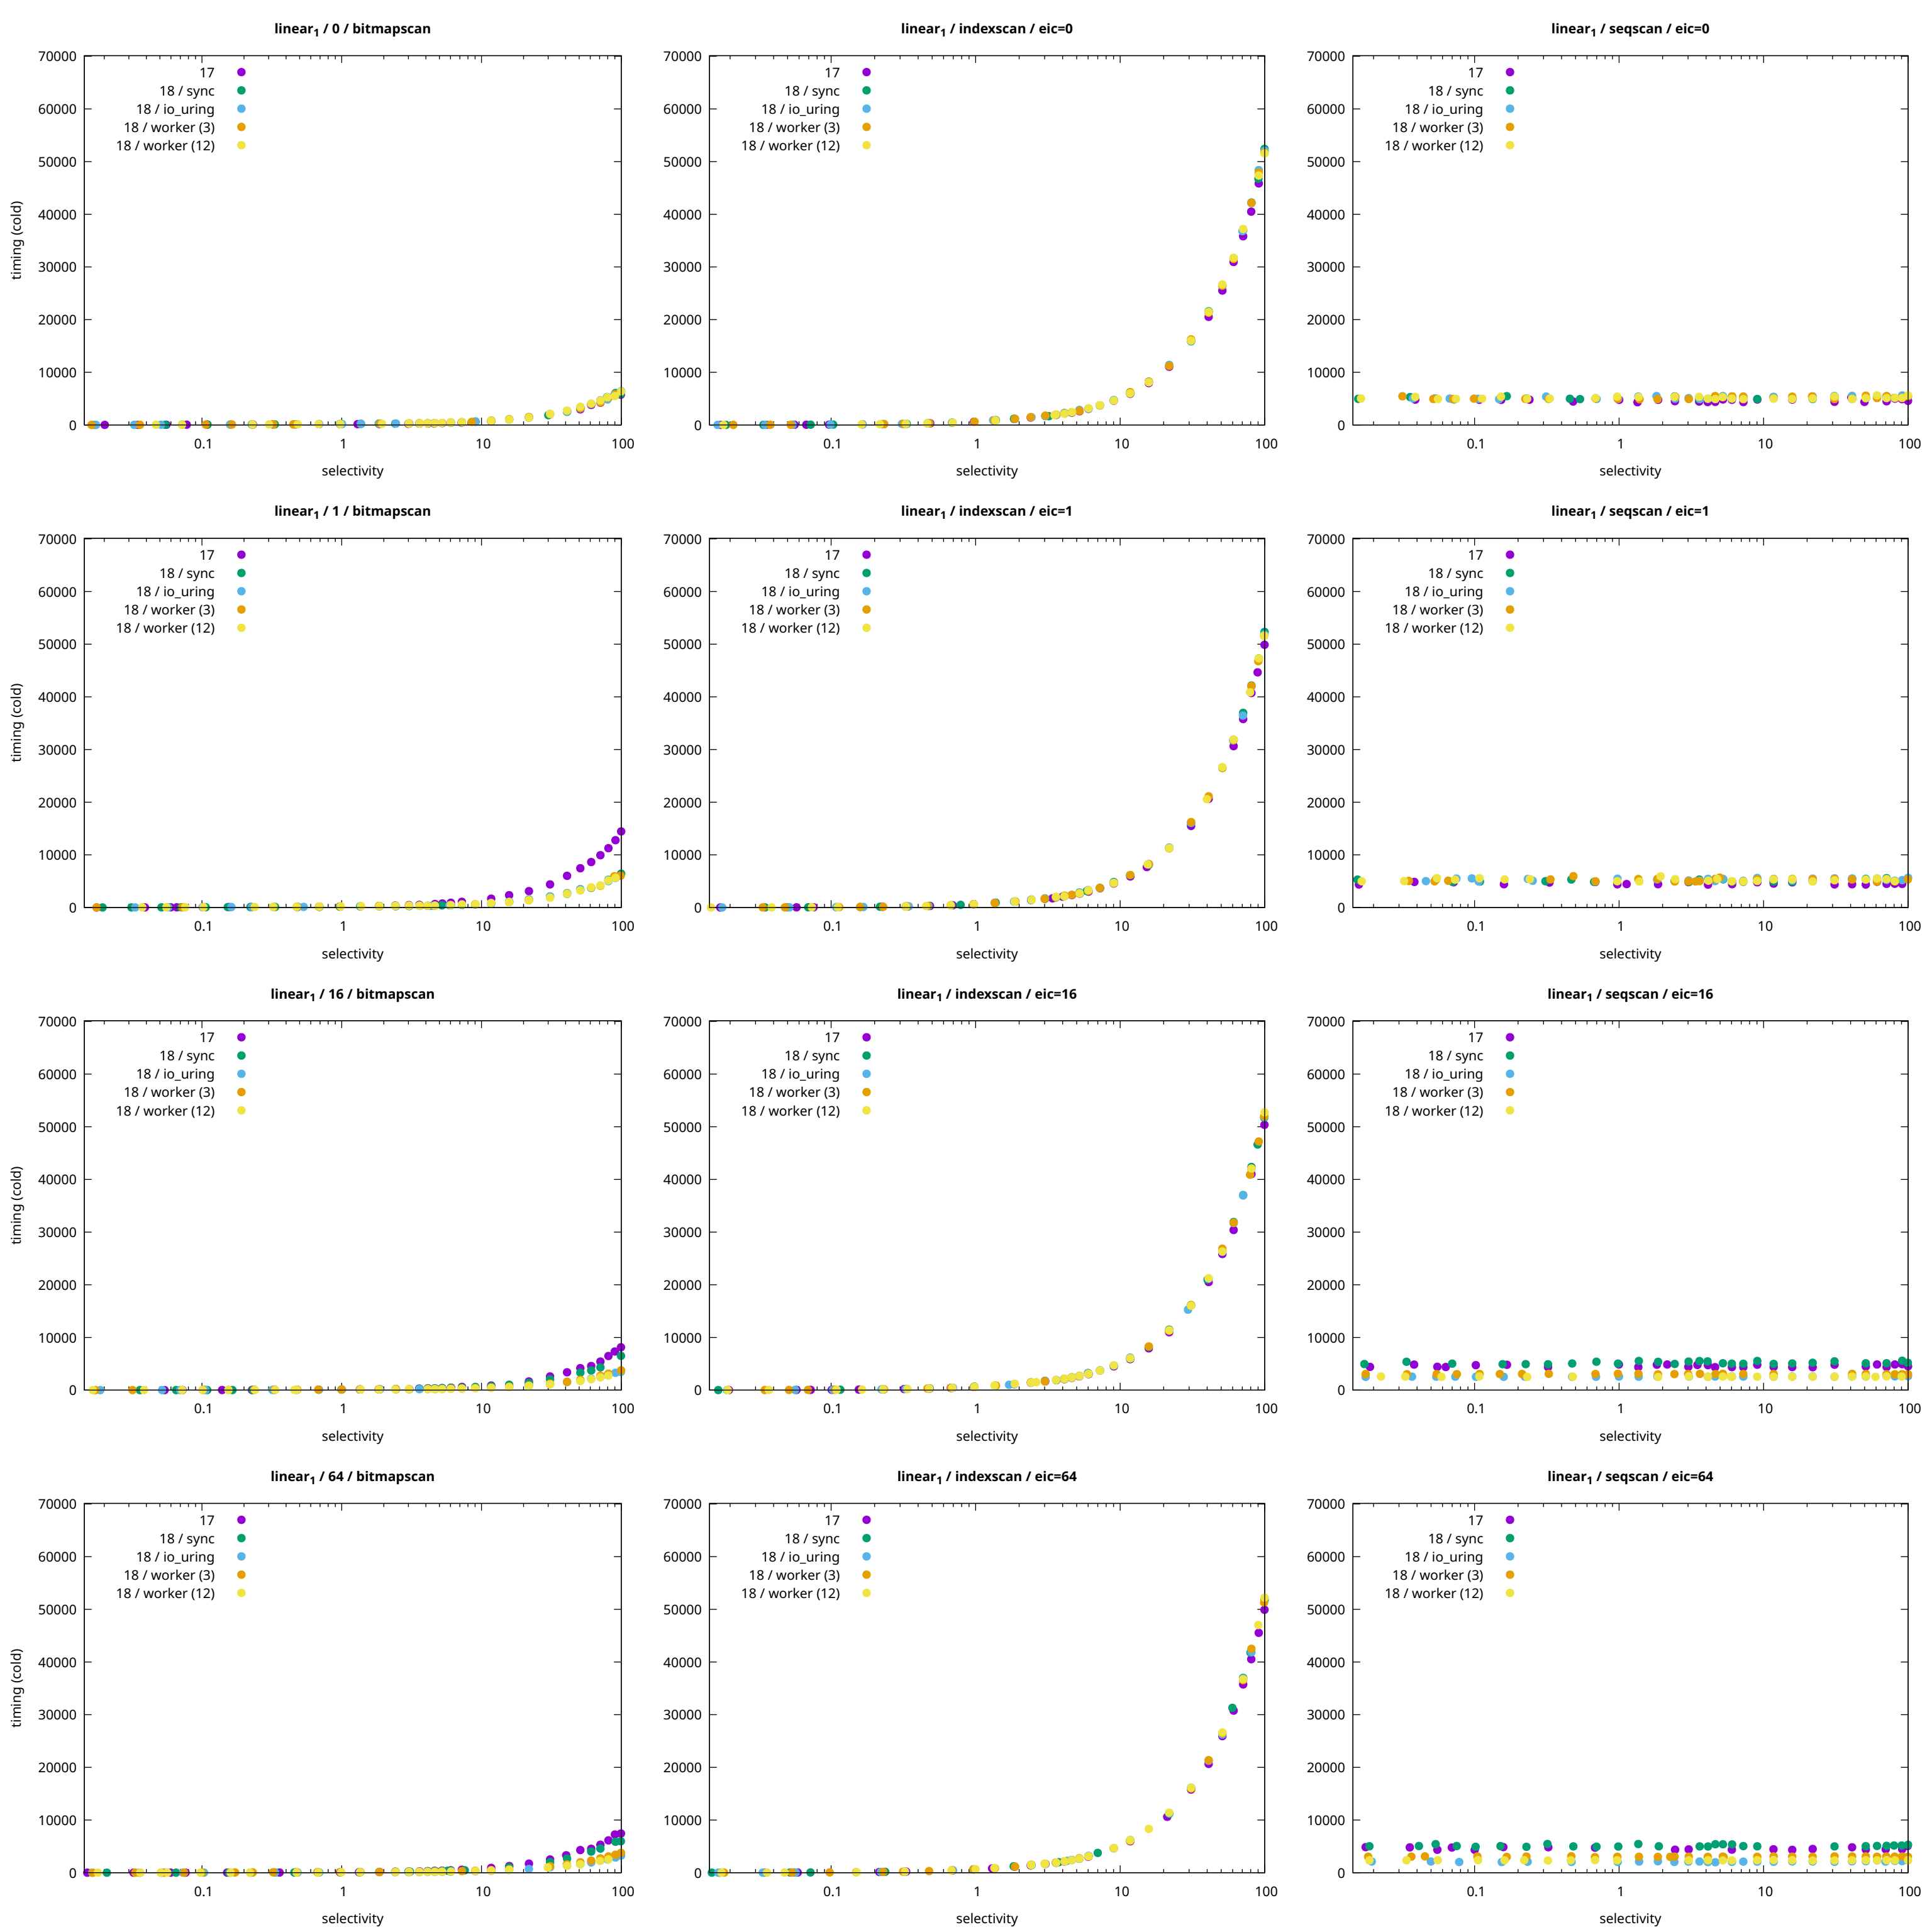 linear1 / 0 / bitmapscan
timing (cold)
70000
60000
50000
40000
30000
20000
10000
0
17
18 / sync
18 / io_uring
18 / worker (3)
18 / worker (12)
0.1 1 10 100
selectivity
linear1 / indexscan / eic=0
70000
60000
50000
40000
30000
20000
10000
0
17
18 / sync
18 / io_uring
18 / worker (3)
18 / worker (12)
0.1 1 10 100
selectivity
linear1 / seqscan / eic=0
70000
60000
50000
40000
30000
20000
10000
0
17
18 / sync
18 / io_uring
18 / worker (3)
18 / worker (12)
0.1 1 10 100
selectivity
linear1 / 1 / bitmapscan
timing (cold)
70000
60000
50000
40000
30000
20000
10000
0
17
18 / sync
18 / io_uring
18 / worker (3)
18 / worker (12)
0.1 1 10 100
selectivity
linear1 / indexscan / eic=1
70000
60000
50000
40000
30000
20000
10000
0
17
18 / sync
18 / io_uring
18 / worker (3)
18 / worker (12)
0.1 1 10 100
selectivity
linear1 / seqscan / eic=1
70000
60000
50000
40000
30000
20000
10000
0
17
18 / sync
18 / io_uring
18 / worker (3)
18 / worker (12)
0.1 1 10 100
selectivity
linear1 / 16 / bitmapscan
timing (cold)
70000
60000
50000
40000
30000
20000
10000
0
17
18 / sync
18 / io_uring
18 / worker (3)
18 / worker (12)
0.1 1 10 100
selectivity
linear1 / indexscan / eic=16
70000
60000
50000
40000
30000
20000
10000
0
17
18 / sync
18 / io_uring
18 / worker (3)
18 / worker (12)
0.1 1 10 100
selectivity
linear1 / seqscan / eic=16
70000
60000
50000
40000
30000
20000
10000
0
17
18 / sync
18 / io_uring
18 / worker (3)
18 / worker (12)
0.1 1 10 100
selectivity
linear1 / 64 / bitmapscan
timing (cold)
70000
60000
50000
40000
30000
20000
10000
0
17
18 / sync
18 / io_uring
18 / worker (3)
18 / worker (12)
0.1 1 10 100
selectivity
linear1 / indexscan / eic=64
70000
60000
50000
40000
30000
20000
10000
0
17
18 / sync
18 / io_uring
18 / worker (3)
18 / worker (12)
0.1 1 10 100
selectivity
linear1 / seqscan / eic=64
70000
60000
50000
40000
30000
20000
10000
0
17
18 / sync
18 / io_uring
18 / worker (3)
18 / worker (12)
0.1 1 10 100
selectivity